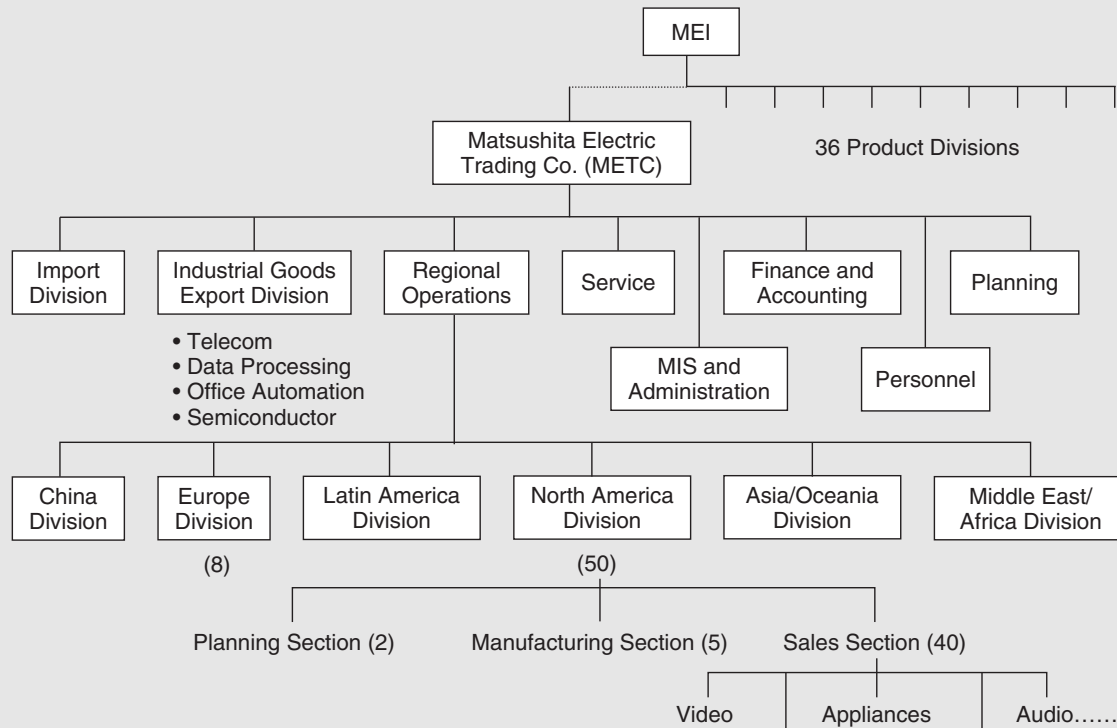 MEI
Matsushita Electric
Trading Co. (METC)
36 Product Divisions
Import
Division
Industrial Goods
Export Division
Regional
Operations
Service
Finance and
Accounting
Planning
• Telecom
• Data Processing
• Office Automation
• Semiconductor
MIS and
Administration
Personnel
China
Division
Europe
Division
Latin America
Division
North America
Division
Asia/Oceania
Division
Middle East/
Africa Division
(8)
(50)
Planning Section (2)
Manufacturing Section (5)
Sales Section (40)
Video
Appliances
Audio......